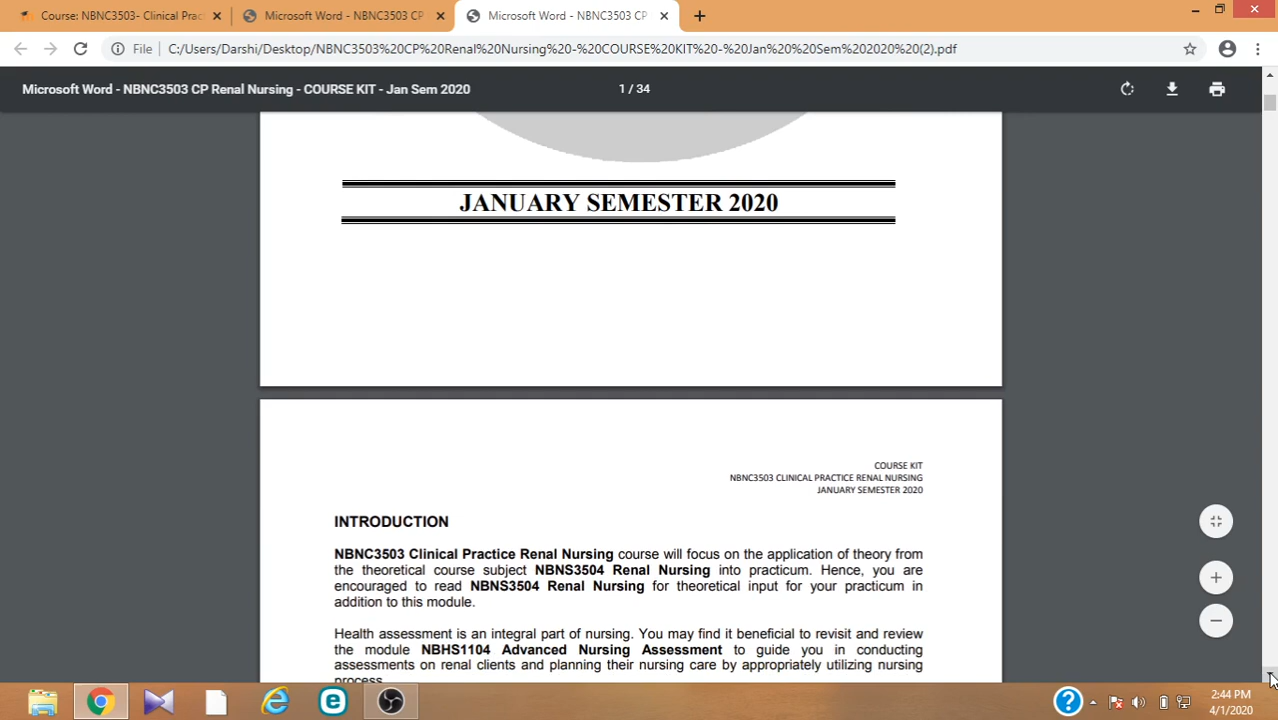 Course: NBNC3503- Clinical Prac
Microsoft Word - NBNC3503 CP
Microsoft Word - NBNC3503 CP
File
C:/Users/Darshi/Desktop/NBNC3503%20CP%20Renal%20Nursing%20-%20COURSE%20KIT%20-%20Jan%20%20Sem%202020%20(2).pdf
Microsoft Word - NBNC3503 CP Renal Nursing - COURSE KIT - Jan Sem 2020
1 / 34
JANUARY SEMESTER 2020
COURSE KIT
NBNC3503 CLINICAL PRACTICE RENAL NURSING
JANUARY SEMESTER 2020
INTRODUCTION
NBNC3503 Clinical Practice Renal Nursing course will focus on the application of theory from
the theoretical course subject NBNS3504 Renal Nursing into practicum. Hence, you are
encouraged to read NBNS3504 Renal Nursing for theoretical input for your practicum in
addition to this module.
Health assessment is an integral part of nursing. You may find it beneficial to revisit and review
the module NBHS1104 Advanced Nursing Assessment to guide you in conducting
assessments on renal clients and planning their nursing care by appropriately utilizing nursing
process.
2:44 PM
4/1/2020